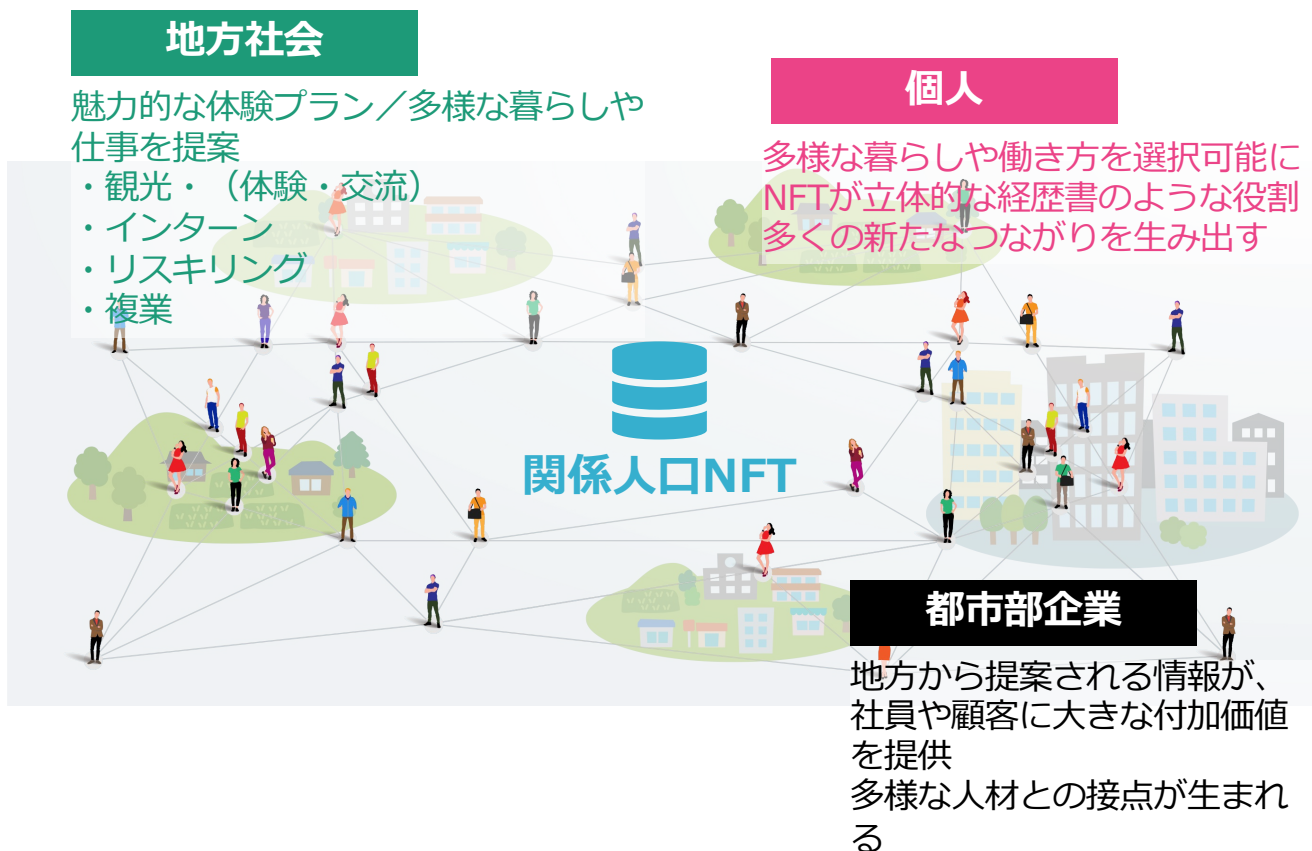 地方社会
魅力的な体験プラン／多様な暮らしや
仕事を提案
・観光・（体験・交流）
・インターン
・リスキリング
・複業
個人
多様な暮らしや働き方を選択可能に
NFTが立体的な経歴書のような役割
多くの新たなつながりを生み出す
関係人口NFT
都市部企業
地方から提案される情報が、
社員や顧客に大きな付加価値
を提供
多様な人材との接点が生まれ
る